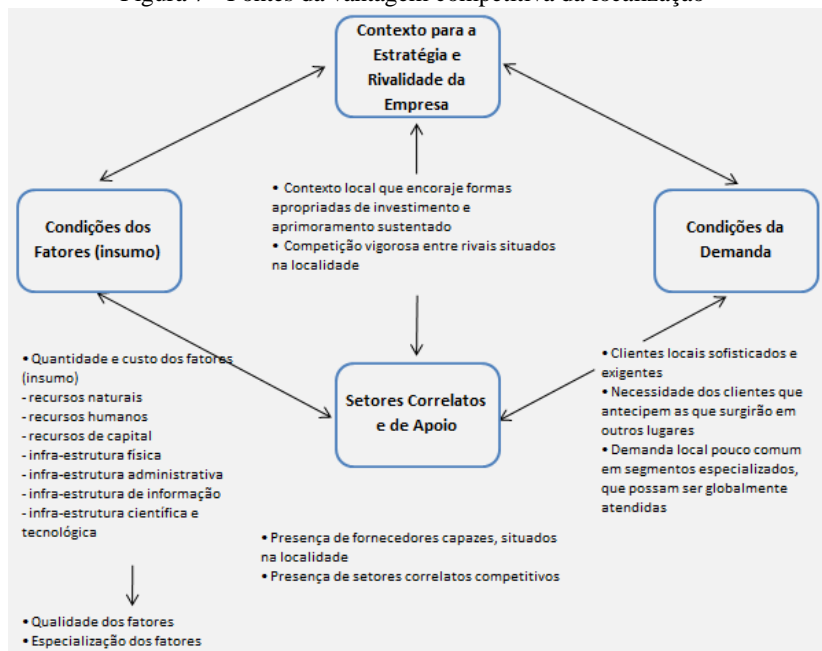 Contexto para a
Estratégia e
Rivalidade da
Empresa
• Contexto local que encoraje formas
apropriadas de investimento e
aprimoramento sustentado
• Competição vigorosa entre rivais situados
na localidade
Condições dos
Fatores (insumo)
Condições da
Demanda
• Quantidade e custo dos fatores
(insumo)
- recursos naturais
- recursos humanos
- recursos de capital
- infra-estrutura física
- infra-estrutura administrativa
- infra-estrutura de informação
- infra-estrutura científica e
tecnológica
• Qualidade dos fatores
• Especialização dos fatores
Setores Correlatos
e de Apoio
• Presença de fornecedores capazes, situados
na localidade
• Presença de setores correlatos competitivos
• Clientes locais sofisticados e
exigentes
• Necessidade dos clientes que
antecipem as que surgirão em
outros lugares
• Demanda local pouco comum
em segmentos especializados,
que possam ser globalmente
atendidas